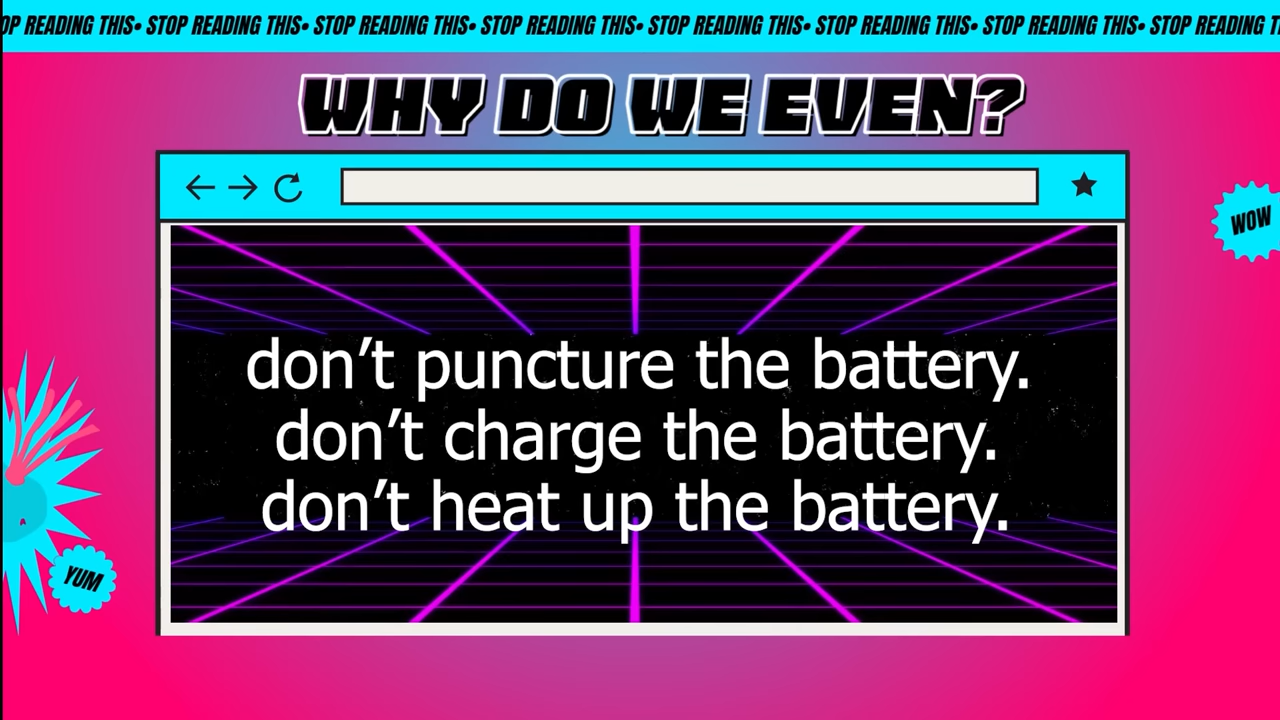 OP READING THIS• STOP READING THIS• STOP READING THIS• STOP READING THIS• STOP READING THIS• STOP READING THIS• STOP READING THIS• STOP READING T
WHY DO WE EVEN?
WOW
don’t puncture the battery.
don’t charge the battery.
don’t heat up the battery.
A
YUM